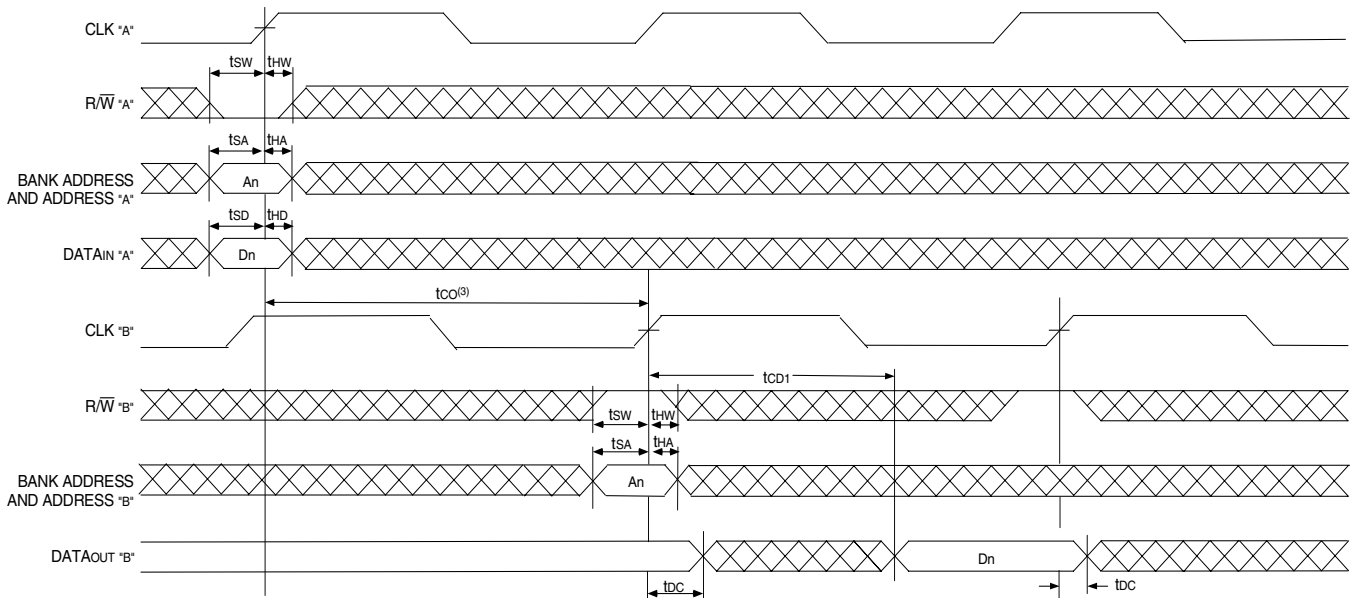 CLK "A"
tSW tHW
R/W̅ "A"
tSA tHA
BANK ADDRESS
AND ADDRESS "A"
An
tSD tHD
DATAIN "A"
Dn
tCO(3)
CLK "B"
tCD1
R/W̅ "B"
tSW tHW
tSA tHA
BANK ADDRESS
AND ADDRESS "B"
An
DATAOUT "B"
Dn
tDC
tDC